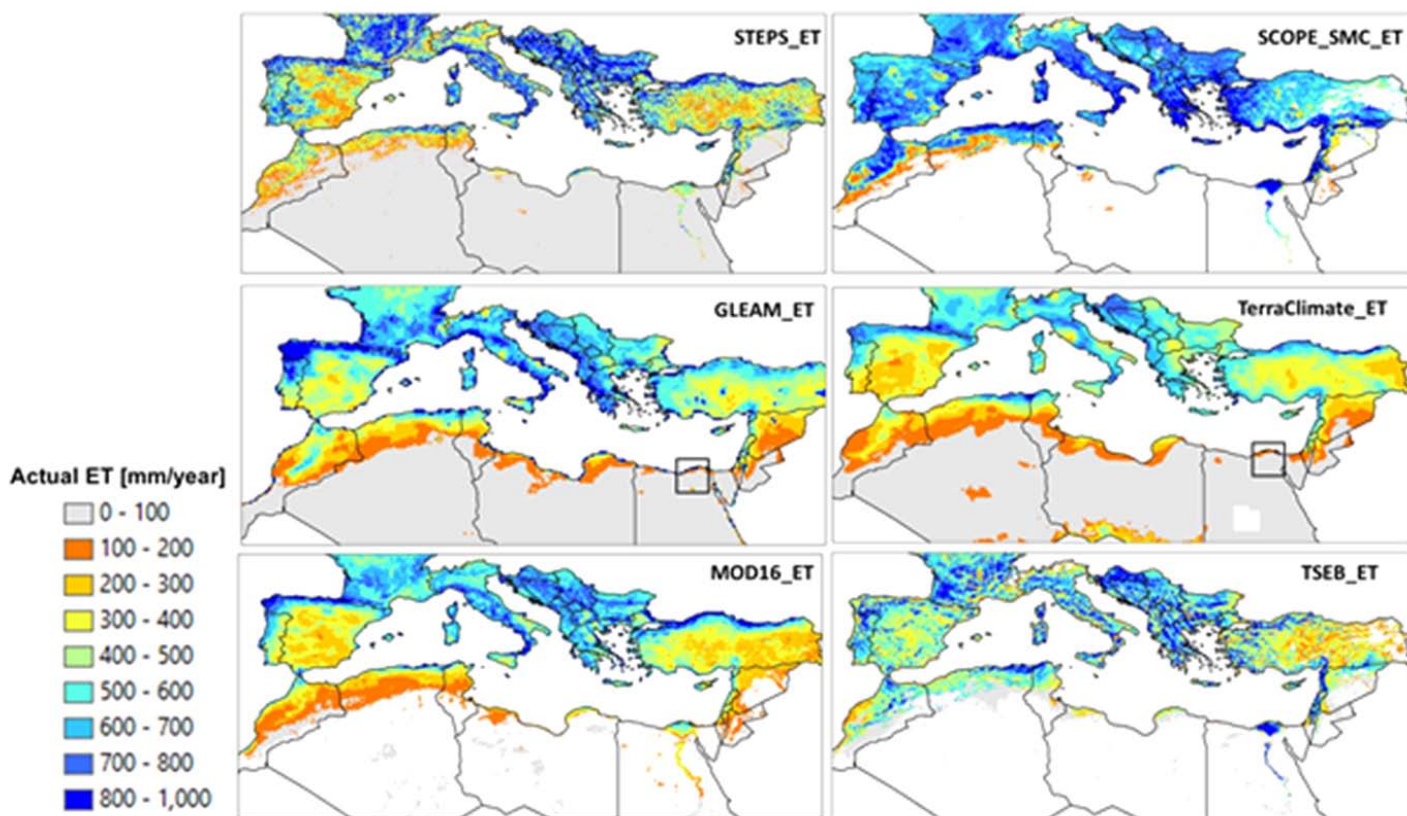 STEPS_ET
SCOPE_SMC_ET
GLEAM_ET
TerraClimate_ET
MOD16_ET
TSEB_ET
Actual ET [mm/year]
0 - 100
100 - 200
200 - 300
300 - 400
400 - 500
500 - 600
600 - 700
700 - 800
800 - 1,000